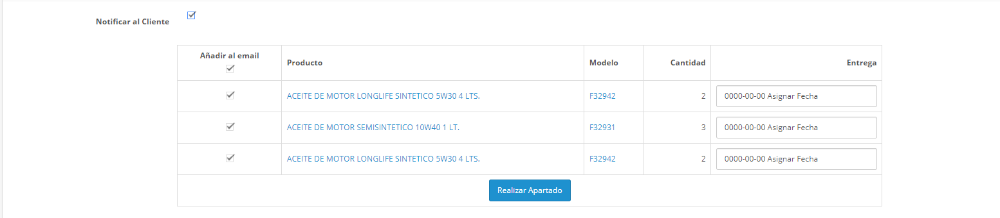 Notificar al Cliente
Añadir al email
Producto
Modelo
Cantidad
Entrega
ACEITE DE MOTOR LONGLIFE SINTETICO 5W30 4 LTS.
F32942
2
0000-00-00 Asignar Fecha
ACEITE DE MOTOR SEMISINTETICO 10W40 1 LT.
F32931
3
0000-00-00 Asignar Fecha
ACEITE DE MOTOR LONGLIFE SINTETICO 5W30 4 LTS.
F32942
2
0000-00-00 Asignar Fecha
Realizar Apartado